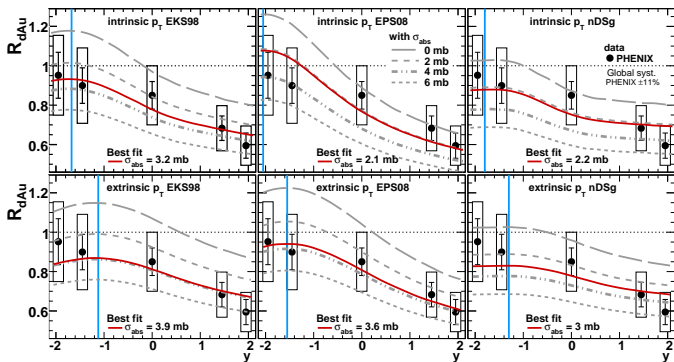 R_dAu
1.2
1
0.8
0.6
intrinsic p_T EKS98
Best fit
σ_abs = 3.2 mb
intrinsic p_T EPS08
with σ_abs
0 mb
2 mb
4 mb
6 mb
Best fit
σ_abs = 2.1 mb
intrinsic p_T nDSg
data
PHENIX
Global syst.
PHENIX ±11%
Best fit
σ_abs = 2.2 mb
R_dAu
1.2
1
0.8
0.6
extrinsic p_T EKS98
Best fit
σ_abs = 3.9 mb
extrinsic p_T EPS08
Best fit
σ_abs = 3.6 mb
extrinsic p_T nDSg
Best fit
σ_abs = 3 mb
-2 -1 0 1 2
y
-2 -1 0 1 2
y
-2 -1 0 1 2
y